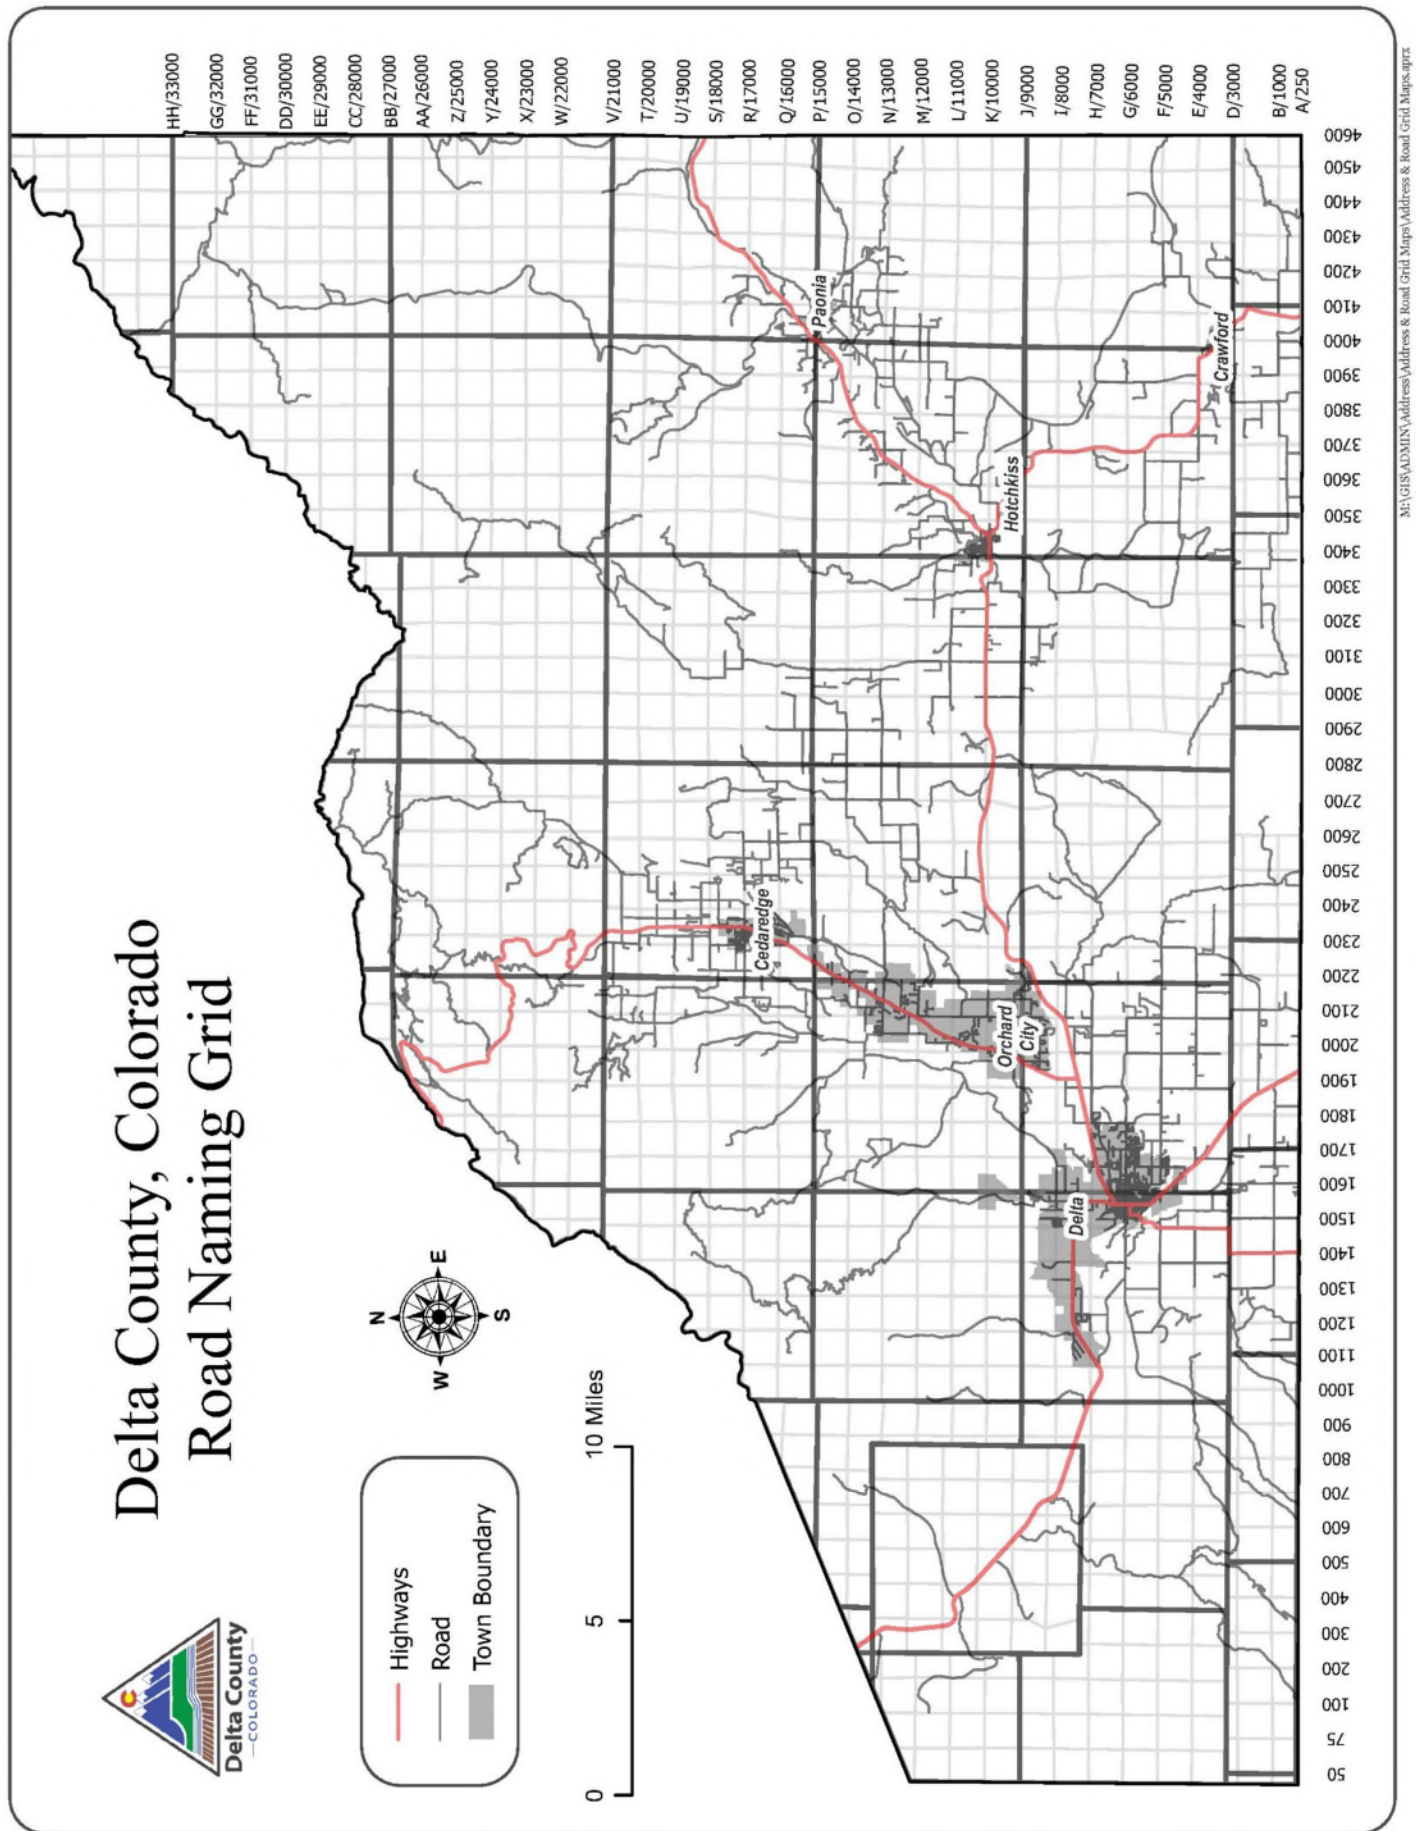 Delta County, Colorado
Road Naming Grid
Delta County
COLORADO
Highways
Road
Town Boundary
0
5
10 Miles
N
E
S
W
HH/33000
GG/32000
FF/31000
DD/30000
EE/29000
CC/28000
BB/27000
AA/26000
Z/25000
Y/24000
X/23000
W/22000
V/21000
T/20000
U/19000
S/18000
R/17000
Q/16000
P/15000
O/14000
N/13000
M/12000
L/11000
K/10000
J/9000
I/8000
H/7000
G/6000
F/5000
E/4000
D/3000
B/1000
A/250
Cedaredge
Paonia
Orchard
City
Hotchkiss
Delta
Crawford
50
75
100
200
300
400
500
600
700
800
900
1000
1100
1200
1300
1400
1500
1600
1700
1800
1900
2000
2100
2200
2300
2400
2500
2600
2700
2800
2900
3000
3100
3200
3300
3400
3500
3600
3700
3800
3900
4000
4100
4200
4300
4400
4500
4600
M:\GIS\ADMIN\Address\Address & Road Grid Maps\Address & Road Grid Maps.aprx